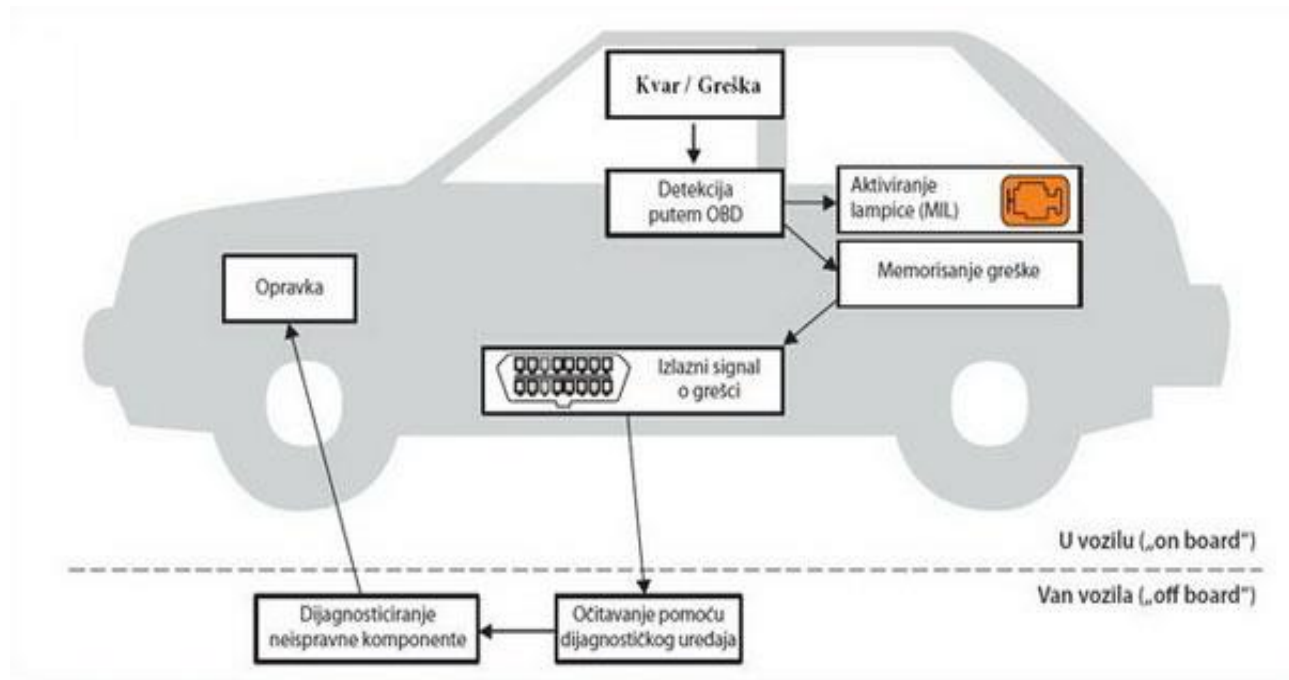 Kvar / Greška
Detekcija
putem OBD
Aktiviranje
lampice (MIL)
Memorisanje greške
Opravka
Izlazni signal
o grešci
U vozilu („on board“)
Van vozila („off board“)
Dijagnosticiranje
neispravne komponente
Očitavanje pomoću
dijagnostičkog uređaja